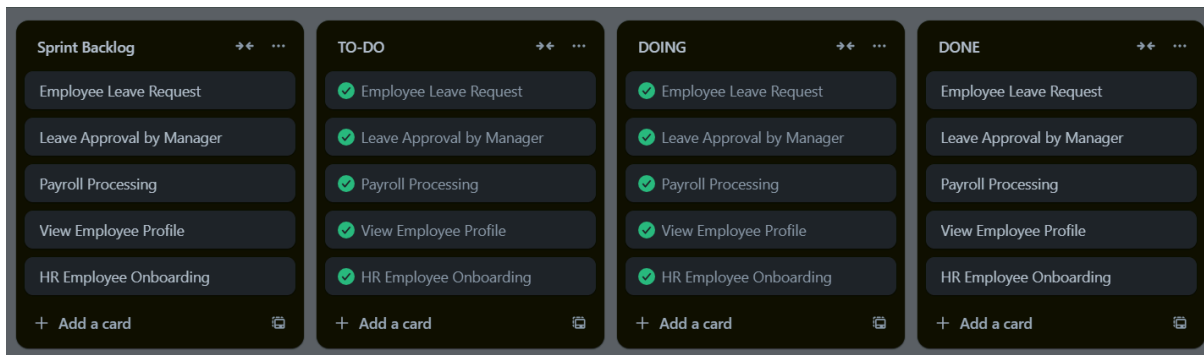 Sprint Backlog
Employee Leave Request
Leave Approval by Manager
Payroll Processing
View Employee Profile
HR Employee Onboarding
+ Add a card
TO-DO
Employee Leave Request
Leave Approval by Manager
Payroll Processing
View Employee Profile
HR Employee Onboarding
+ Add a card
DOING
Employee Leave Request
Leave Approval by Manager
Payroll Processing
View Employee Profile
HR Employee Onboarding
+ Add a card
DONE
Employee Leave Request
Leave Approval by Manager
Payroll Processing
View Employee Profile
HR Employee Onboarding
+ Add a card